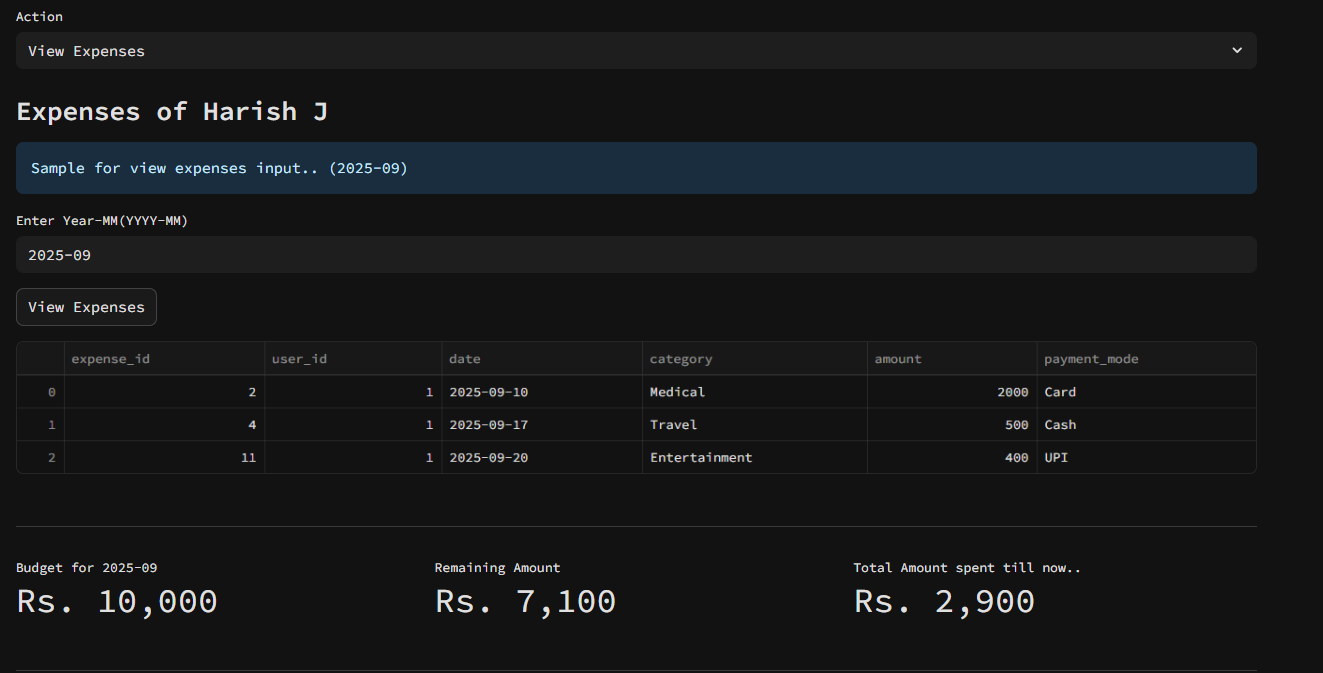 Action
View Expenses
Expenses of Harish J
Sample for view expenses input.. (2025-09)
Enter Year-MM(YYYY-MM)
2025-09
View Expenses
expense_id user_id date category amount payment_mode
0 2 1 2025-09-10 Medical 2000 Card
1 4 1 2025-09-17 Travel 500 Cash
2 11 1 2025-09-20 Entertainment 400 UPI
Budget for 2025-09 Remaining Amount Total Amount spent till now..
Rs. 10,000 Rs. 7,100 Rs. 2,900